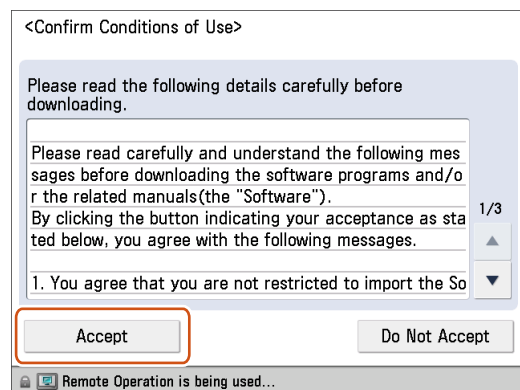 <Confirm Conditions of Use>
Please read the following details carefully before
downloading.
Please read carefully and understand the following mes
sages before downloading the software programs and/o
r the related manuals(the "Software").
By clicking the button indicating your acceptance as sta
ted below, you agree with the following messages.
1. You agree that you are not restricted to import the So
1/3
Accept
Do Not Accept
Remote Operation is being used...